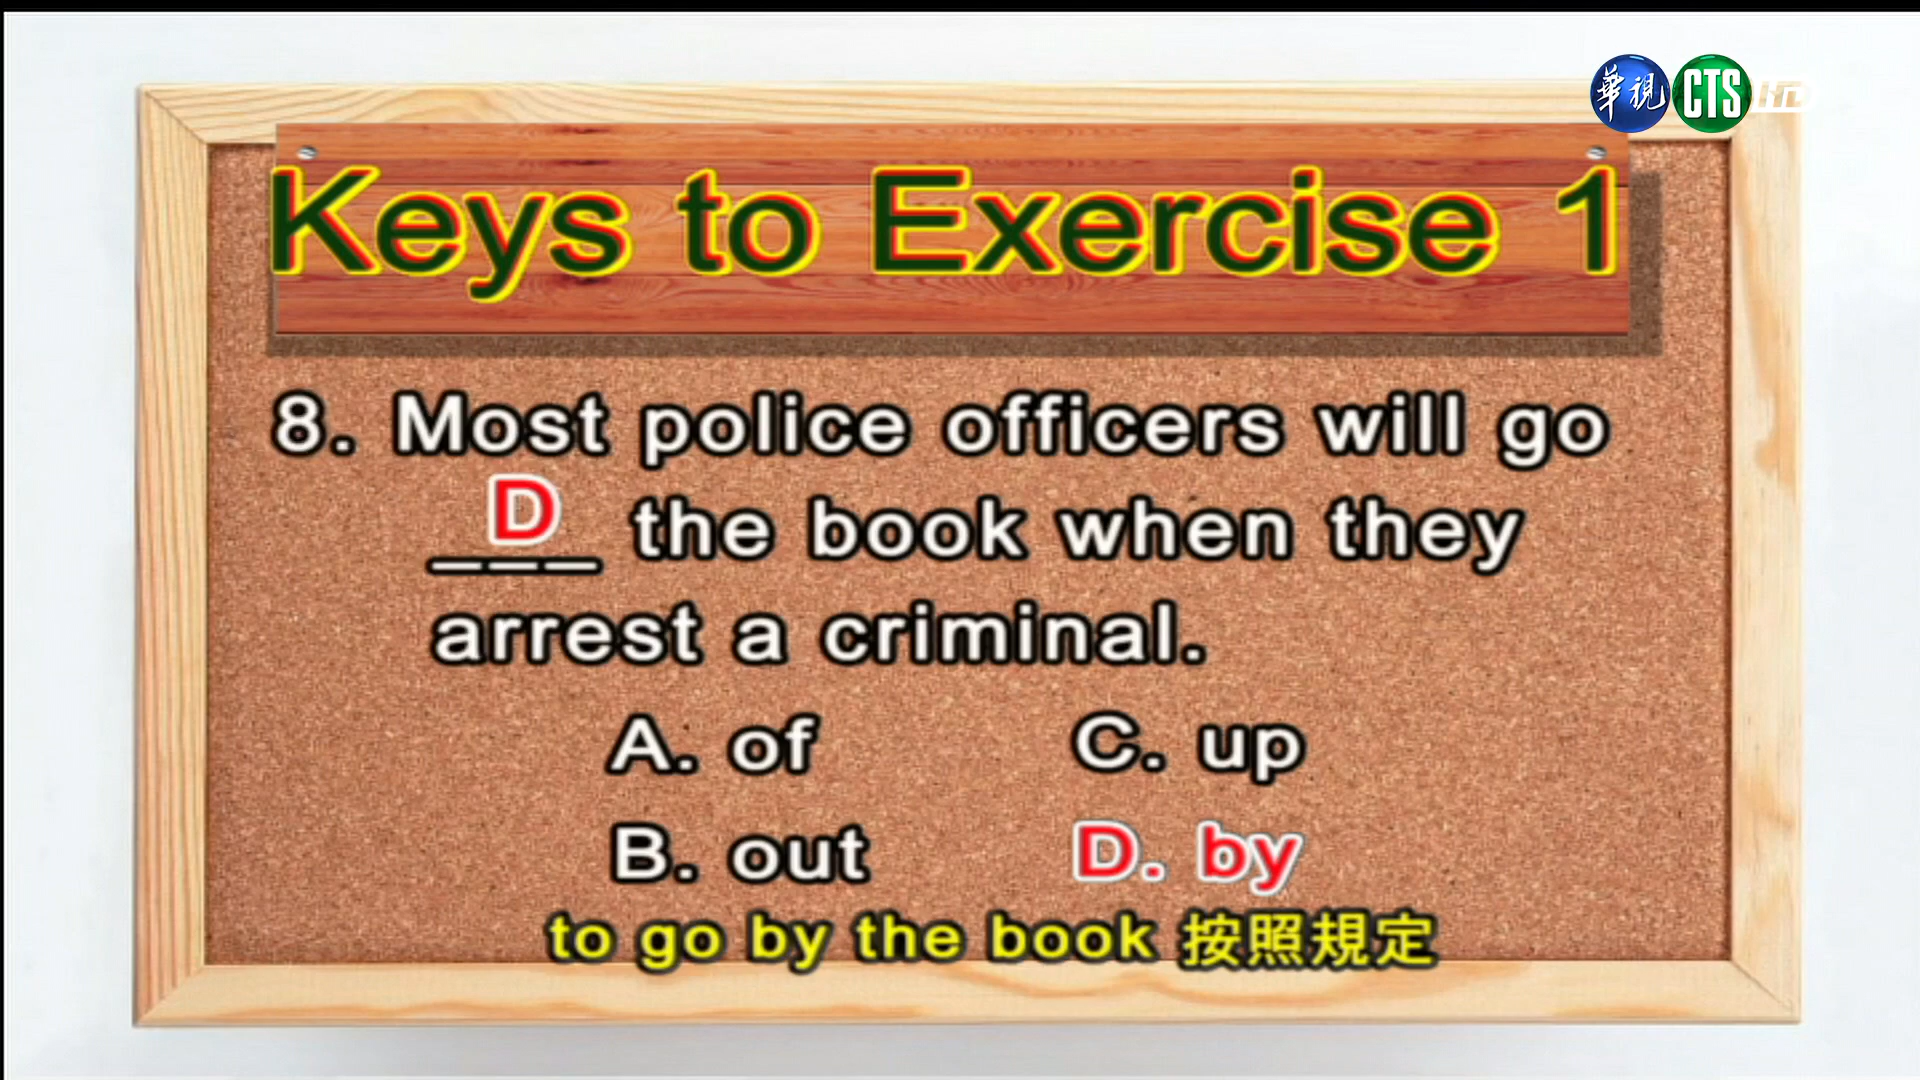 華視 CTS HD
Keys to Exercise 1
8. Most police officers will go
D the book when they
arrest a criminal.
A. of C. up
B. out D. by
to go by the book 按照規定